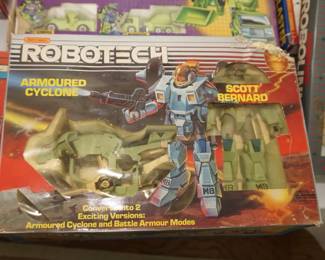 ROBOTECH
ARMOURED
CYCLONE
SCOTT
BERNARD
Converts into 2
Exciting Versions:
Armoured Cyclone and Battle Armour Modes